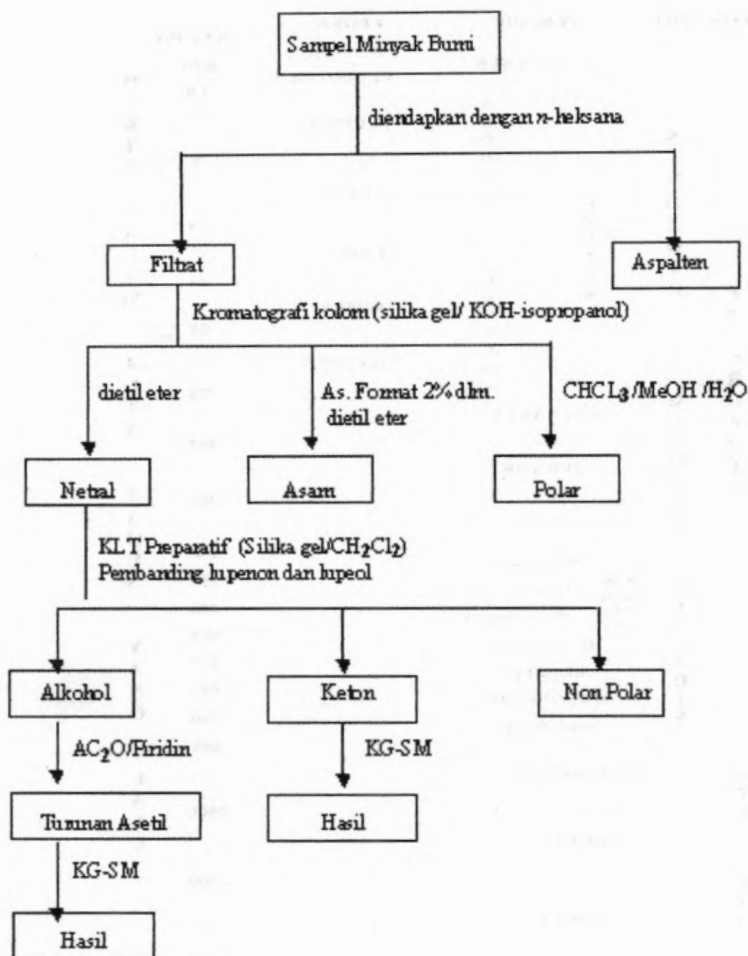 Sampel Minyak Bumi
diendapkan dengan n-heksana
Filtrat
Aspalten
Kromatografi kolom (silika gel/ KOH-isopropanol)
dietil eter
As. Format 2% dlm.
dietil eter
CHCL₃/MeOH/H₂O
Netral
Asam
Polar
KLT Preparatif (Silika gel/CH₂Cl₂)
Pembanding lupenon dan lupeol
Alkohol
Keton
Non Polar
AC₂O/Piridin
KG-SM
Turunan Asetil
Hasil
KG-SM
Hasil